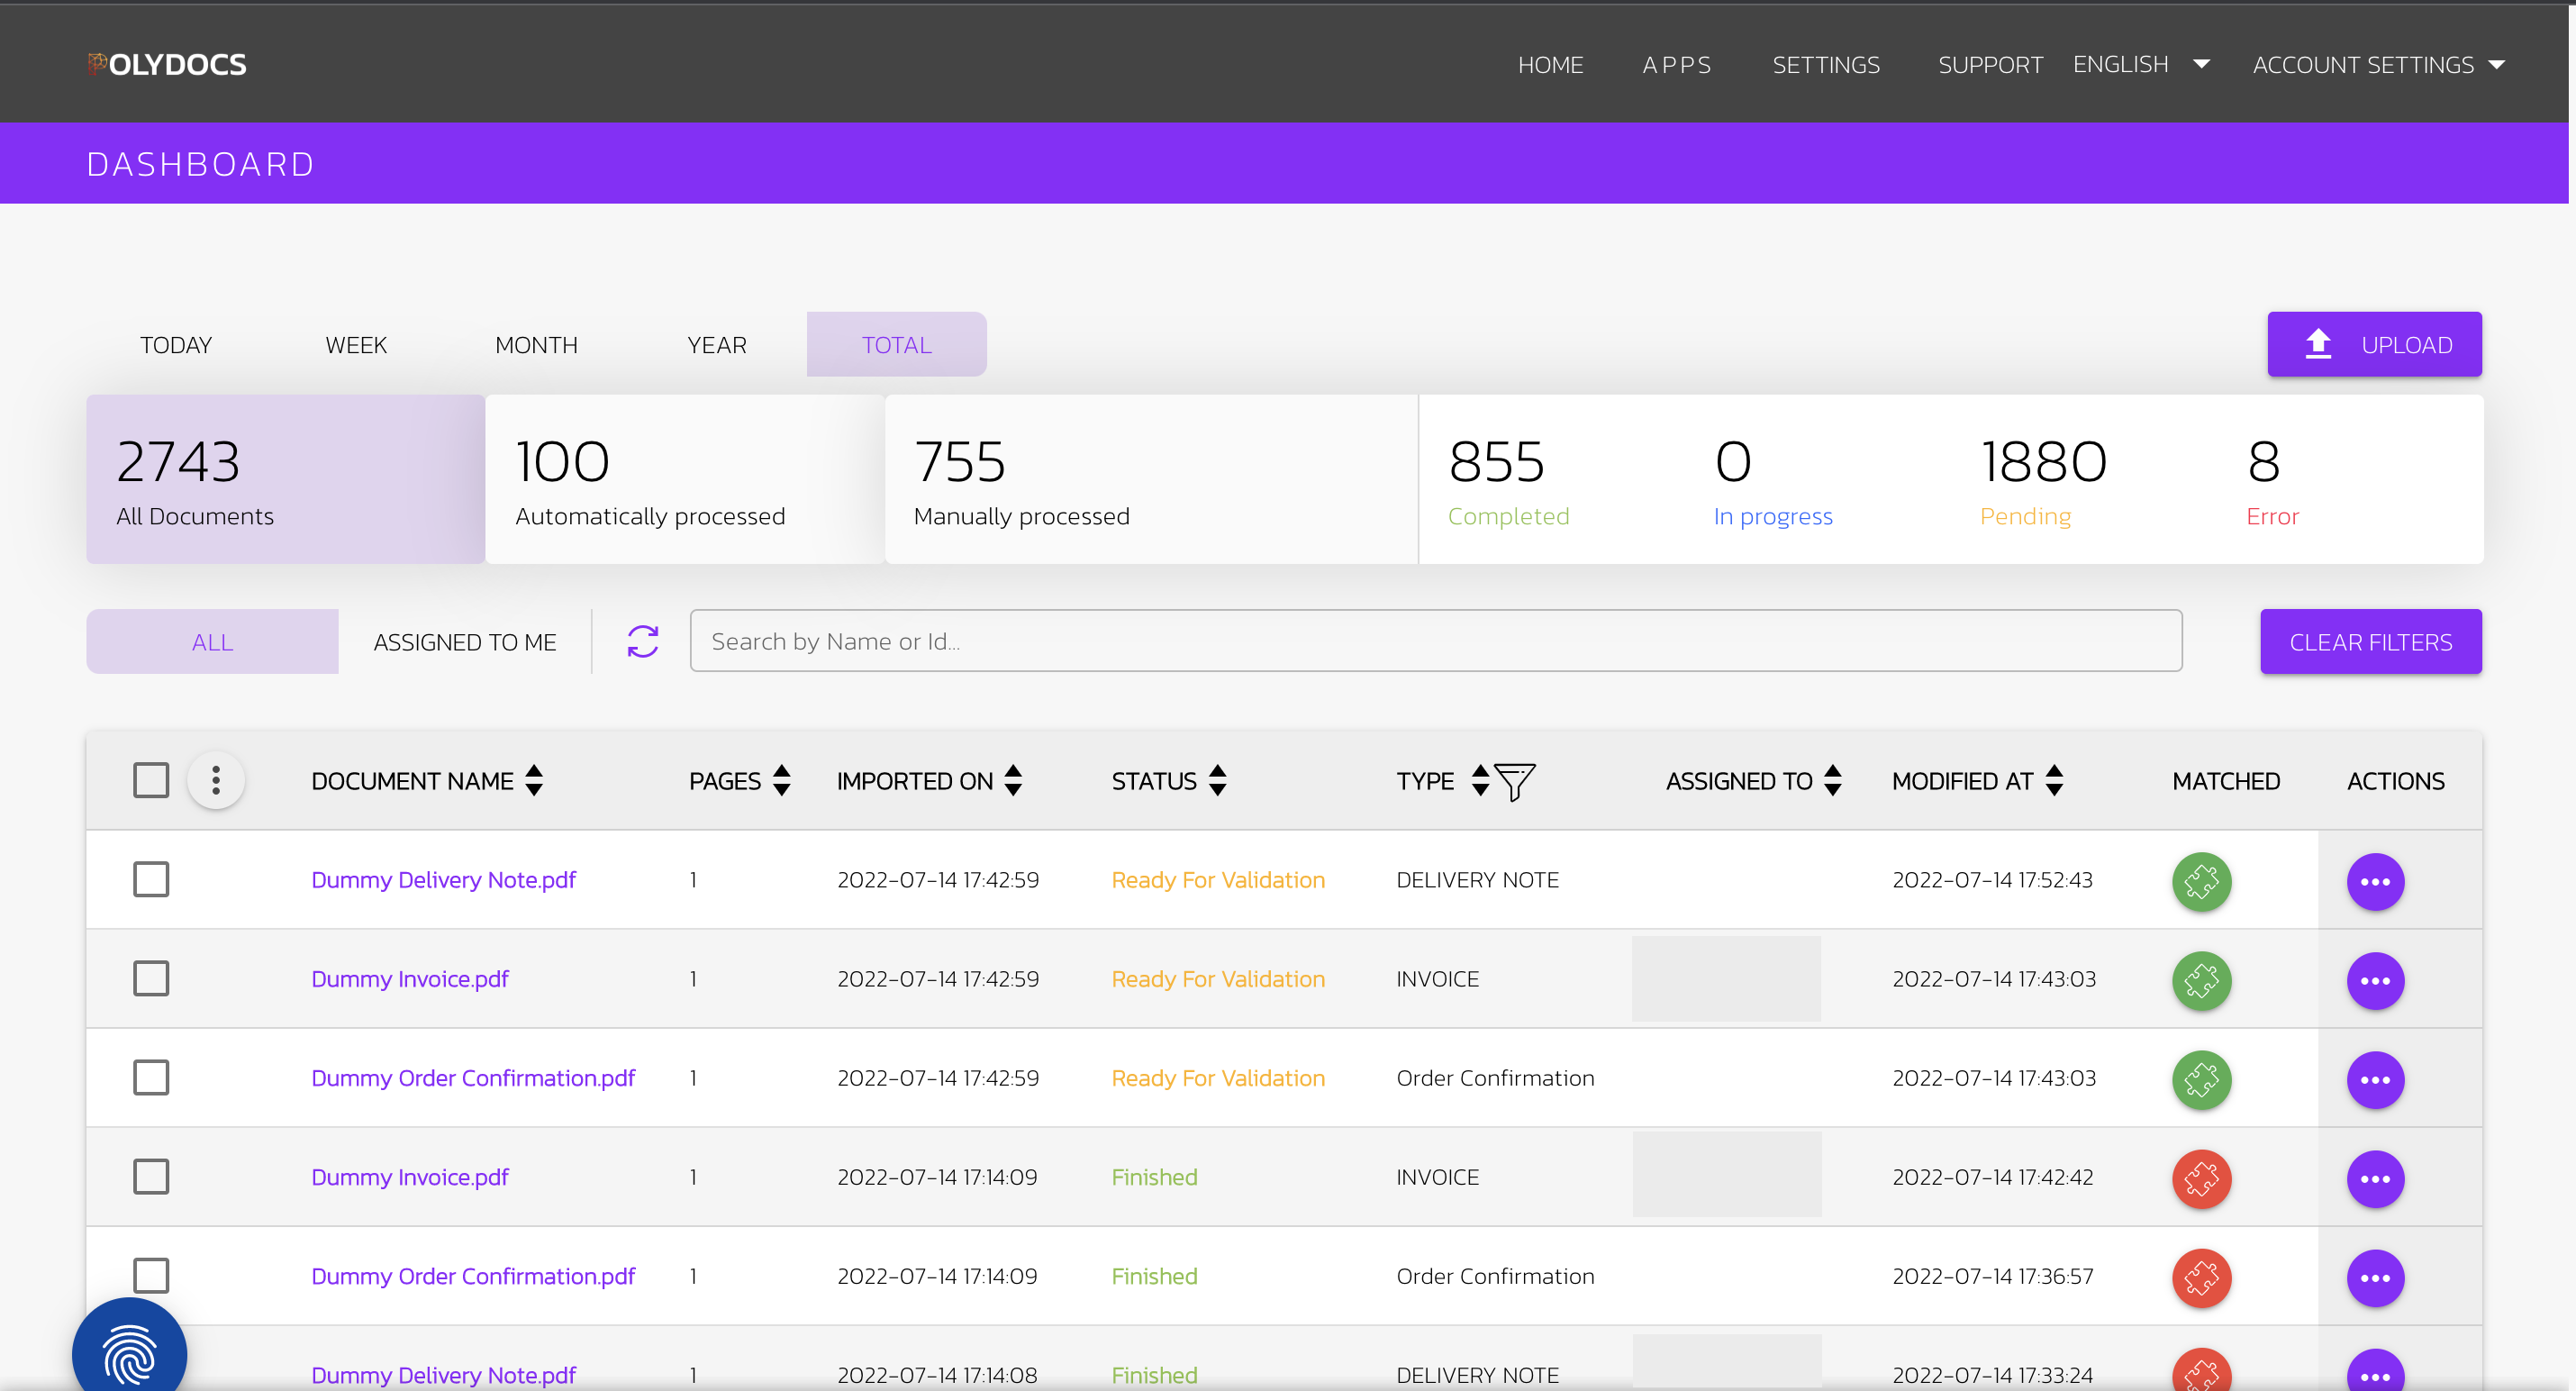 POLYDOCS
HOME APPS SETTINGS SUPPORT ENGLISH ACCOUNT SETTINGS
DASHBOARD
TODAY WEEK MONTH YEAR TOTAL UPLOAD
2743 100 755 855 0 1880 8
All Documents Automatically processed Manually processed Completed In progress Pending Error
ALL ASSIGNED TO ME Search by Name or Id... CLEAR FILTERS
DOCUMENT NAME PAGES IMPORTED ON STATUS TYPE ASSIGNED TO MODIFIED AT MATCHED ACTIONS
Dummy Delivery Note.pdf 1 2022-07-14 17:42:59 Ready For Validation DELIVERY NOTE 2022-07-14 17:52:43
Dummy Invoice.pdf 1 2022-07-14 17:42:59 Ready For Validation INVOICE 2022-07-14 17:43:03
Dummy Order Confirmation.pdf 1 2022-07-14 17:42:59 Ready For Validation Order Confirmation 2022-07-14 17:43:03
Dummy Invoice.pdf 1 2022-07-14 17:14:09 Finished INVOICE 2022-07-14 17:42:42
Dummy Order Confirmation.pdf 1 2022-07-14 17:14:09 Finished Order Confirmation 2022-07-14 17:36:57
Dummy Delivery Note.pdf 1 2022-07-14 17:14:08 Finished DELIVERY NOTE 2022-07-14 17:33:24